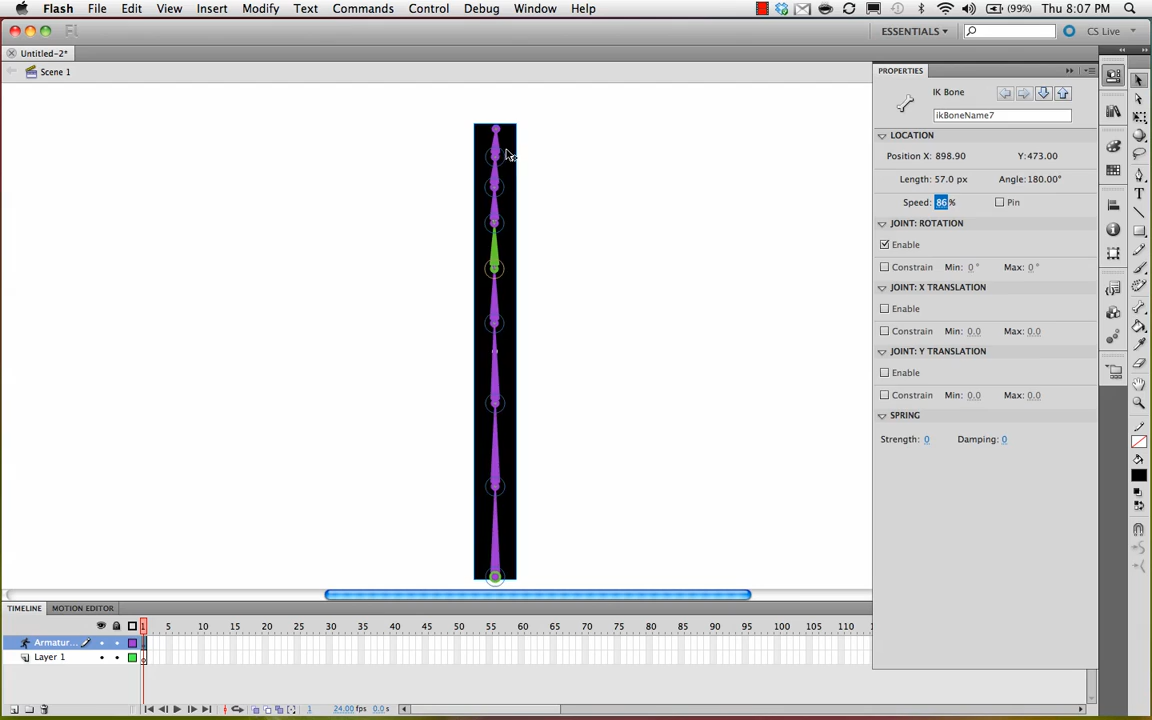 Flash File Edit View Insert Modify Text Commands Control Debug Window Help (99%) Thu 8:07 PM
Fl ESSENTIALS CS Live
Untitled-2*
Scene 1
PROPERTIES
IK Bone
ikBoneName7
LOCATION
Position X: 898.90 Y: 473.00
Length: 57.0 px Angle: 180.00°
Speed: 86 % Pin
JOINT: ROTATION
Enable
Constrain Min: 0 ° Max: 0 °
JOINT: X TRANSLATION
Enable
Constrain Min: 0.0 Max: 0.0
JOINT: Y TRANSLATION
Enable
Constrain Min: 0.0 Max: 0.0
SPRING
Strength: 0 Damping: 0
TIMELINE MOTION EDITOR
1 5 10 15 20 25 30 35 40 45 50 55 60 65 70 75 80 85 90 95 100 105 110 11
Armatur...
Layer 1
1 24.00 fps 0.0 s